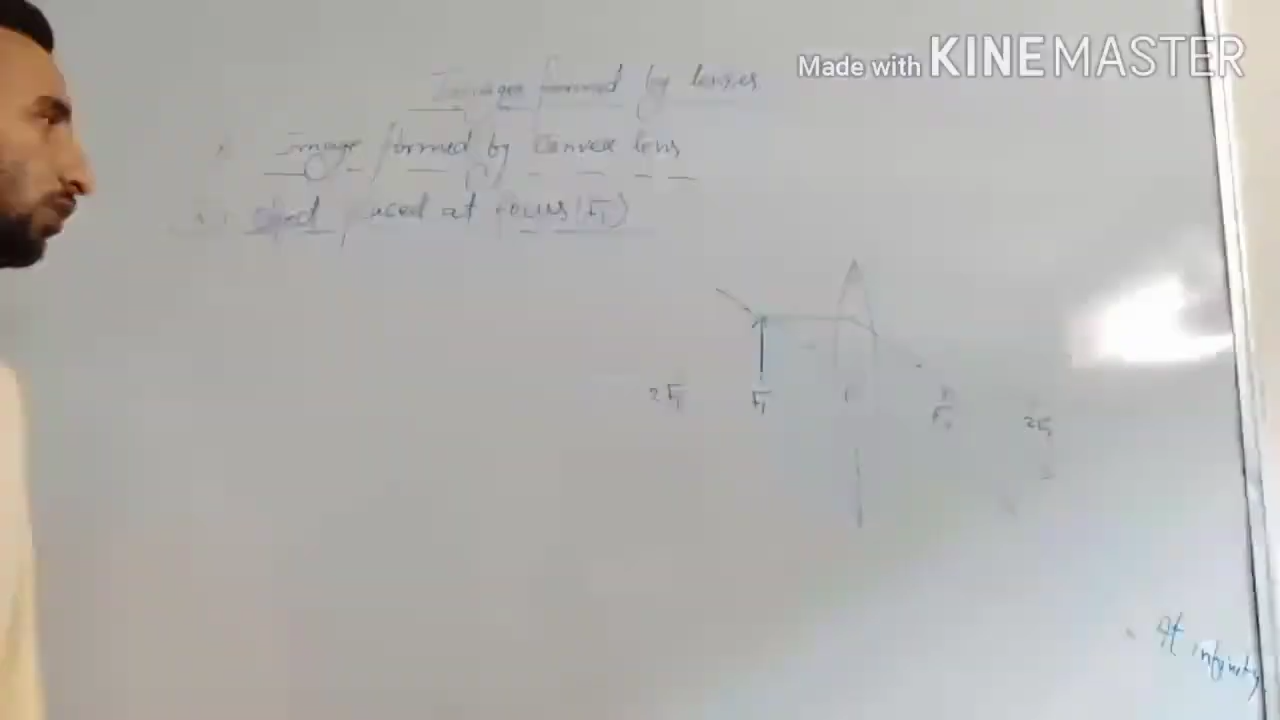 Made with KINEMASTER
Images formed by lenses
Image formed by Convex lens
Object placed at focus (F₁)
2F₁ F₁ F₂ 2F₂
At infinity